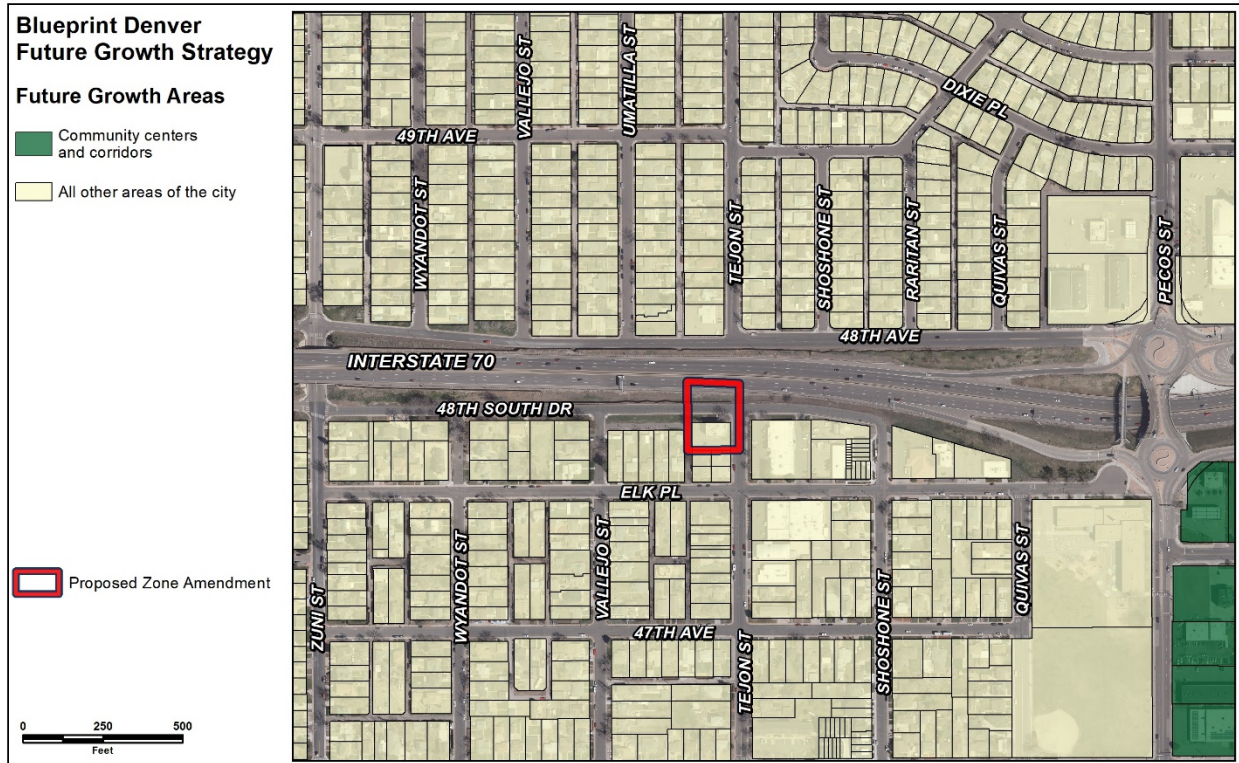 Blueprint Denver
Future Growth Strategy
Future Growth Areas
Community centers
and corridors
All other areas of the city
Proposed Zone Amendment
0 250 500
Feet
VALLEJO ST
UMATILLA ST
DIXIE PL
49TH AVE
WYANDOT ST
TEJON ST
SHOSHONE ST
RARITAN ST
QUIVAS ST
PECOS ST
48TH AVE
INTERSTATE 70
48TH SOUTH DR
ELK PL
ZUNI ST
WYANDOT ST
VALLEJO ST
QUIVAS ST
47TH AVE
TEJON ST
SHOSHONE ST